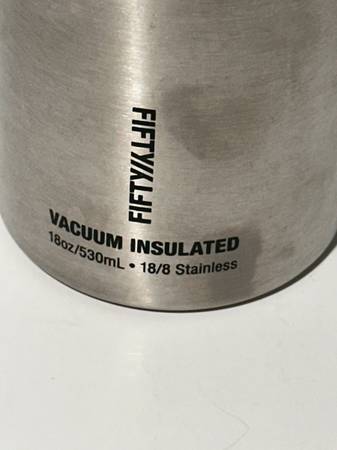 FIFTY/FIFTY
VACUUM INSULATED
18oz/530mL • 18/8 Stainless